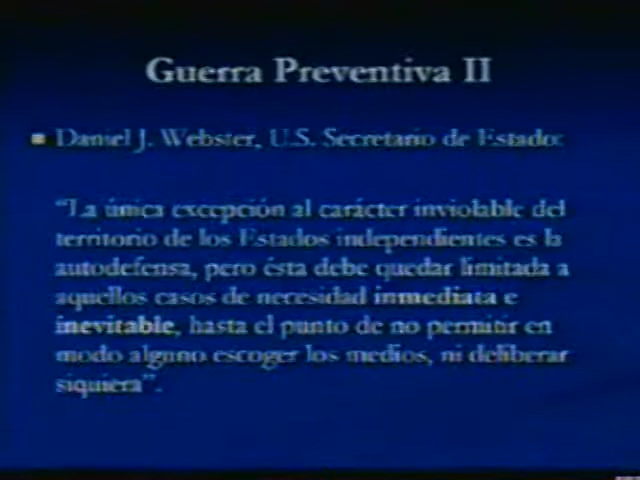 Guerra Preventiva II
Daniel J. Webster, U.S. Secretario de Estado:
“La única excepción al carácter inviolable del
territorio de los Estados independientes es la
autodefensa, pero ésta debe quedar limitada a
aquellos casos de necesidad inmediata e
inevitable, hasta el punto de no permitir en
modo alguno escoger los medios, ni deliberar
siquiera”.